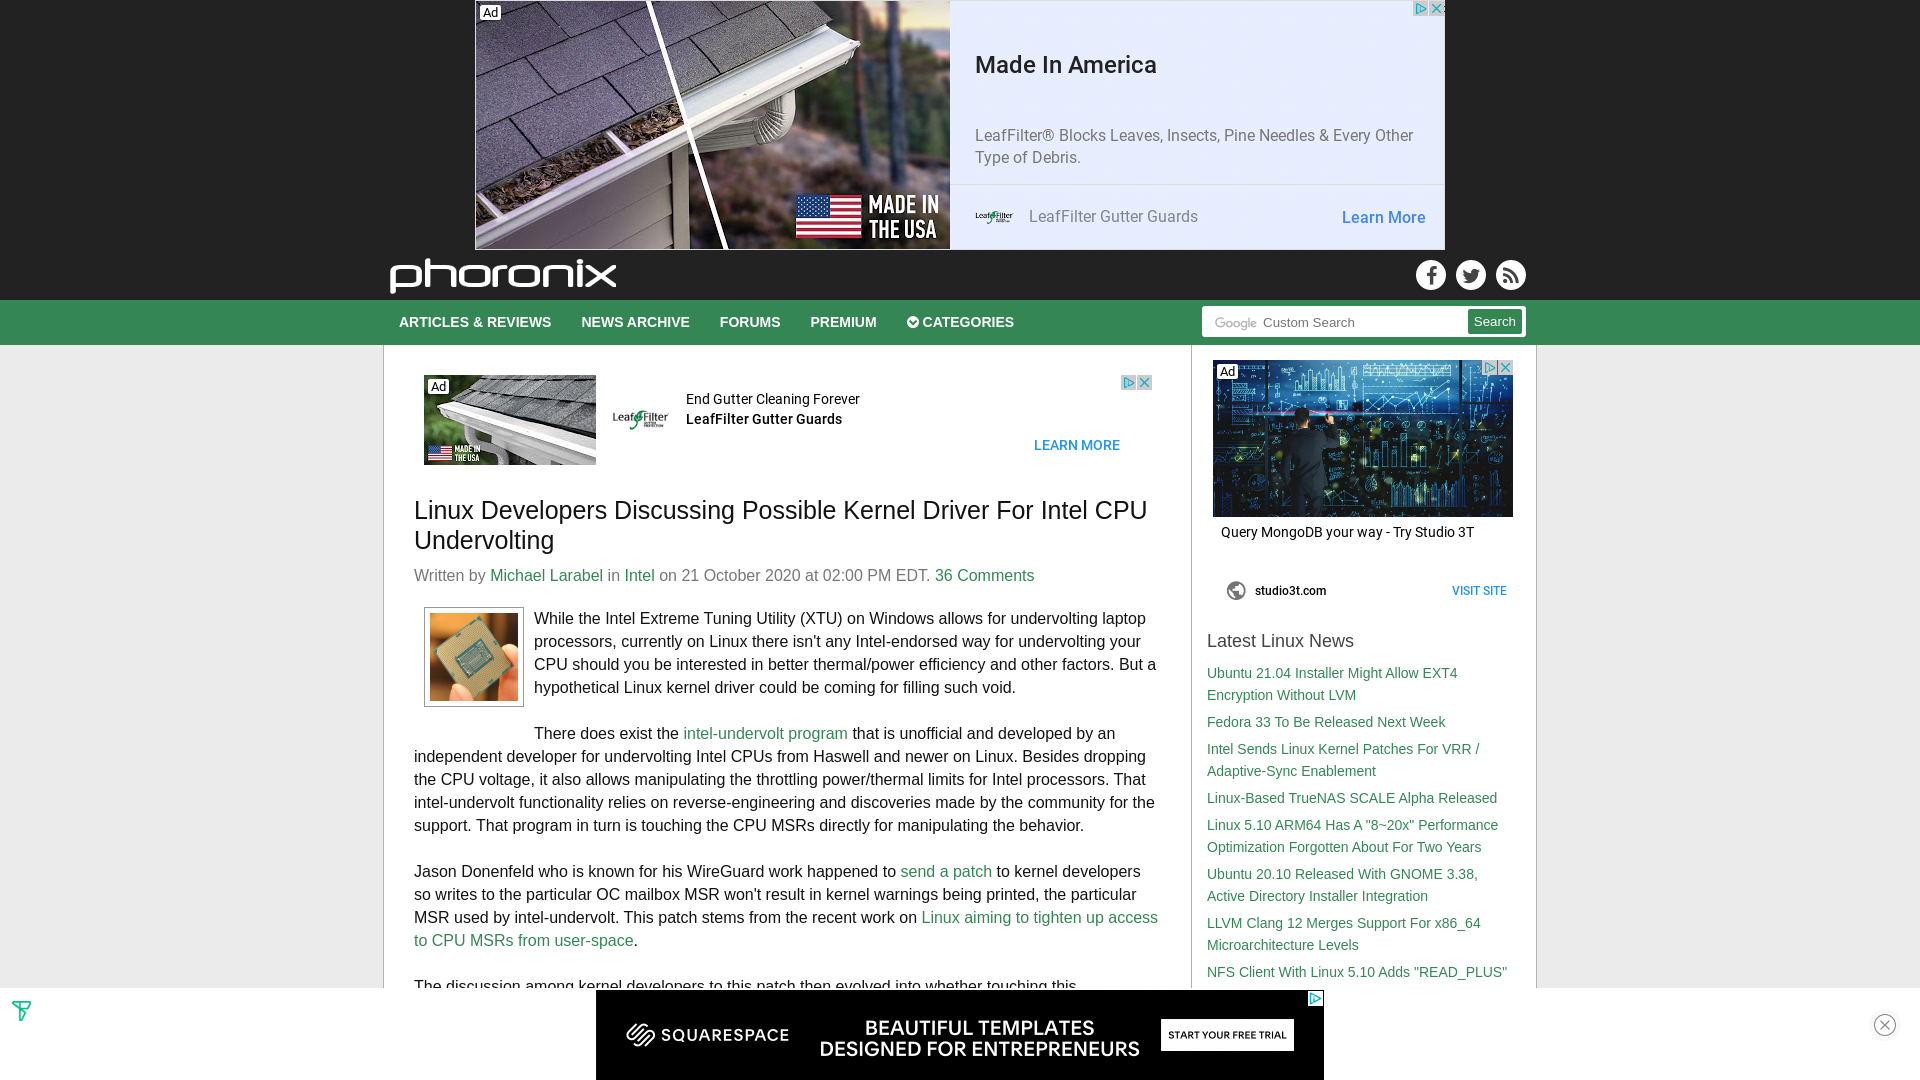 Ad
MADE IN
THE USA
Made In America
LeafFilter® Blocks Leaves, Insects, Pine Needles & Every Other
Type of Debris.
LeafFilter
LeafFilter Gutter Guards
Learn More
phoronix
ARTICLES & REVIEWS
NEWS ARCHIVE
FORUMS
PREMIUM
CATEGORIES
Google
Custom Search
Search
Ad
MADE IN
THE USA
LeafFilter
GUTTER PROTECTION
End Gutter Cleaning Forever
LeafFilter Gutter Guards
LEARN MORE
Linux Developers Discussing Possible Kernel Driver For Intel CPU
Undervolting
Written by Michael Larabel in Intel on 21 October 2020 at 02:00 PM EDT. 36 Comments
While the Intel Extreme Tuning Utility (XTU) on Windows allows for undervolting laptop
processors, currently on Linux there isn't any Intel-endorsed way for undervolting your
CPU should you be interested in better thermal/power efficiency and other factors. But a
hypothetical Linux kernel driver could be coming for filling such void.
There does exist the intel-undervolt program that is unofficial and developed by an
independent developer for undervolting Intel CPUs from Haswell and newer on Linux. Besides dropping
the CPU voltage, it also allows manipulating the throttling power/thermal limits for Intel processors. That
intel-undervolt functionality relies on reverse-engineering and discoveries made by the community for the
support. That program in turn is touching the CPU MSRs directly for manipulating the behavior.
Jason Donenfeld who is known for his WireGuard work happened to send a patch to kernel developers
so writes to the particular OC mailbox MSR won't result in kernel warnings being printed, the particular
MSR used by intel-undervolt. This patch stems from the recent work on Linux aiming to tighten up access
to CPU MSRs from user-space.
The discussion among kernel developers to this patch then evolved into whether touching this
Ad
Query MongoDB your way - Try Studio 3T
studio3t.com
VISIT SITE
Latest Linux News
Ubuntu 21.04 Installer Might Allow EXT4
Encryption Without LVM
Fedora 33 To Be Released Next Week
Intel Sends Linux Kernel Patches For VRR /
Adaptive-Sync Enablement
Linux-Based TrueNAS SCALE Alpha Released
Linux 5.10 ARM64 Has A "8~20x" Performance
Optimization Forgotten About For Two Years
Ubuntu 20.10 Released With GNOME 3.38,
Active Directory Installer Integration
LLVM Clang 12 Merges Support For x86_64
Microarchitecture Levels
NFS Client With Linux 5.10 Adds "READ_PLUS"
SQUARESPACE
BEAUTIFUL TEMPLATES
DESIGNED FOR ENTREPRENEURS
START YOUR FREE TRIAL